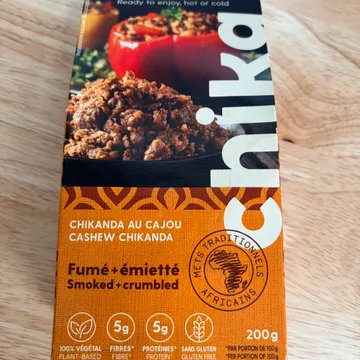 Ready to enjoy, hot or cold
chika
CHIKANDA AU CAJOU
CASHEW CHIKANDA
Fumé+émietté
Smoked+crumbled
METS TRADITIONNELS
AFRICAINS
200g
100% VÉGÉTAL
PLANT-BASED
5g
FIBRES*
FIBRE*
5g
PROTÉINES*
PROTEIN*
SANS GLUTEN
GLUTEN FREE
*PAR PORTION DE 100g
*PER PORTION OF 100g